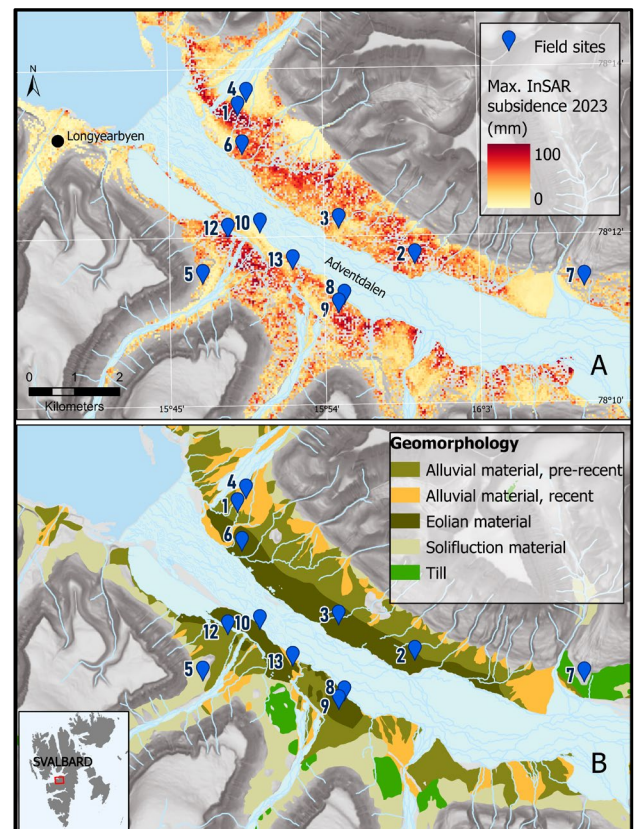 Field sites
Max. InSAR
subsidence 2023
(mm)
100
0
N
Longyearbyen
4
1
6
3
2
12
10
13
5
8
9
7
Adventdalen
78°14'
78°12'
78°10'
0 1 2
Kilometers
15°45'
15°54'
16°3'
A
Geomorphology
Alluvial material, pre-recent
Alluvial material, recent
Eolian material
Solifluction material
Till
4
1
6
3
2
12
10
13
5
8
9
7
SVALBARD
B